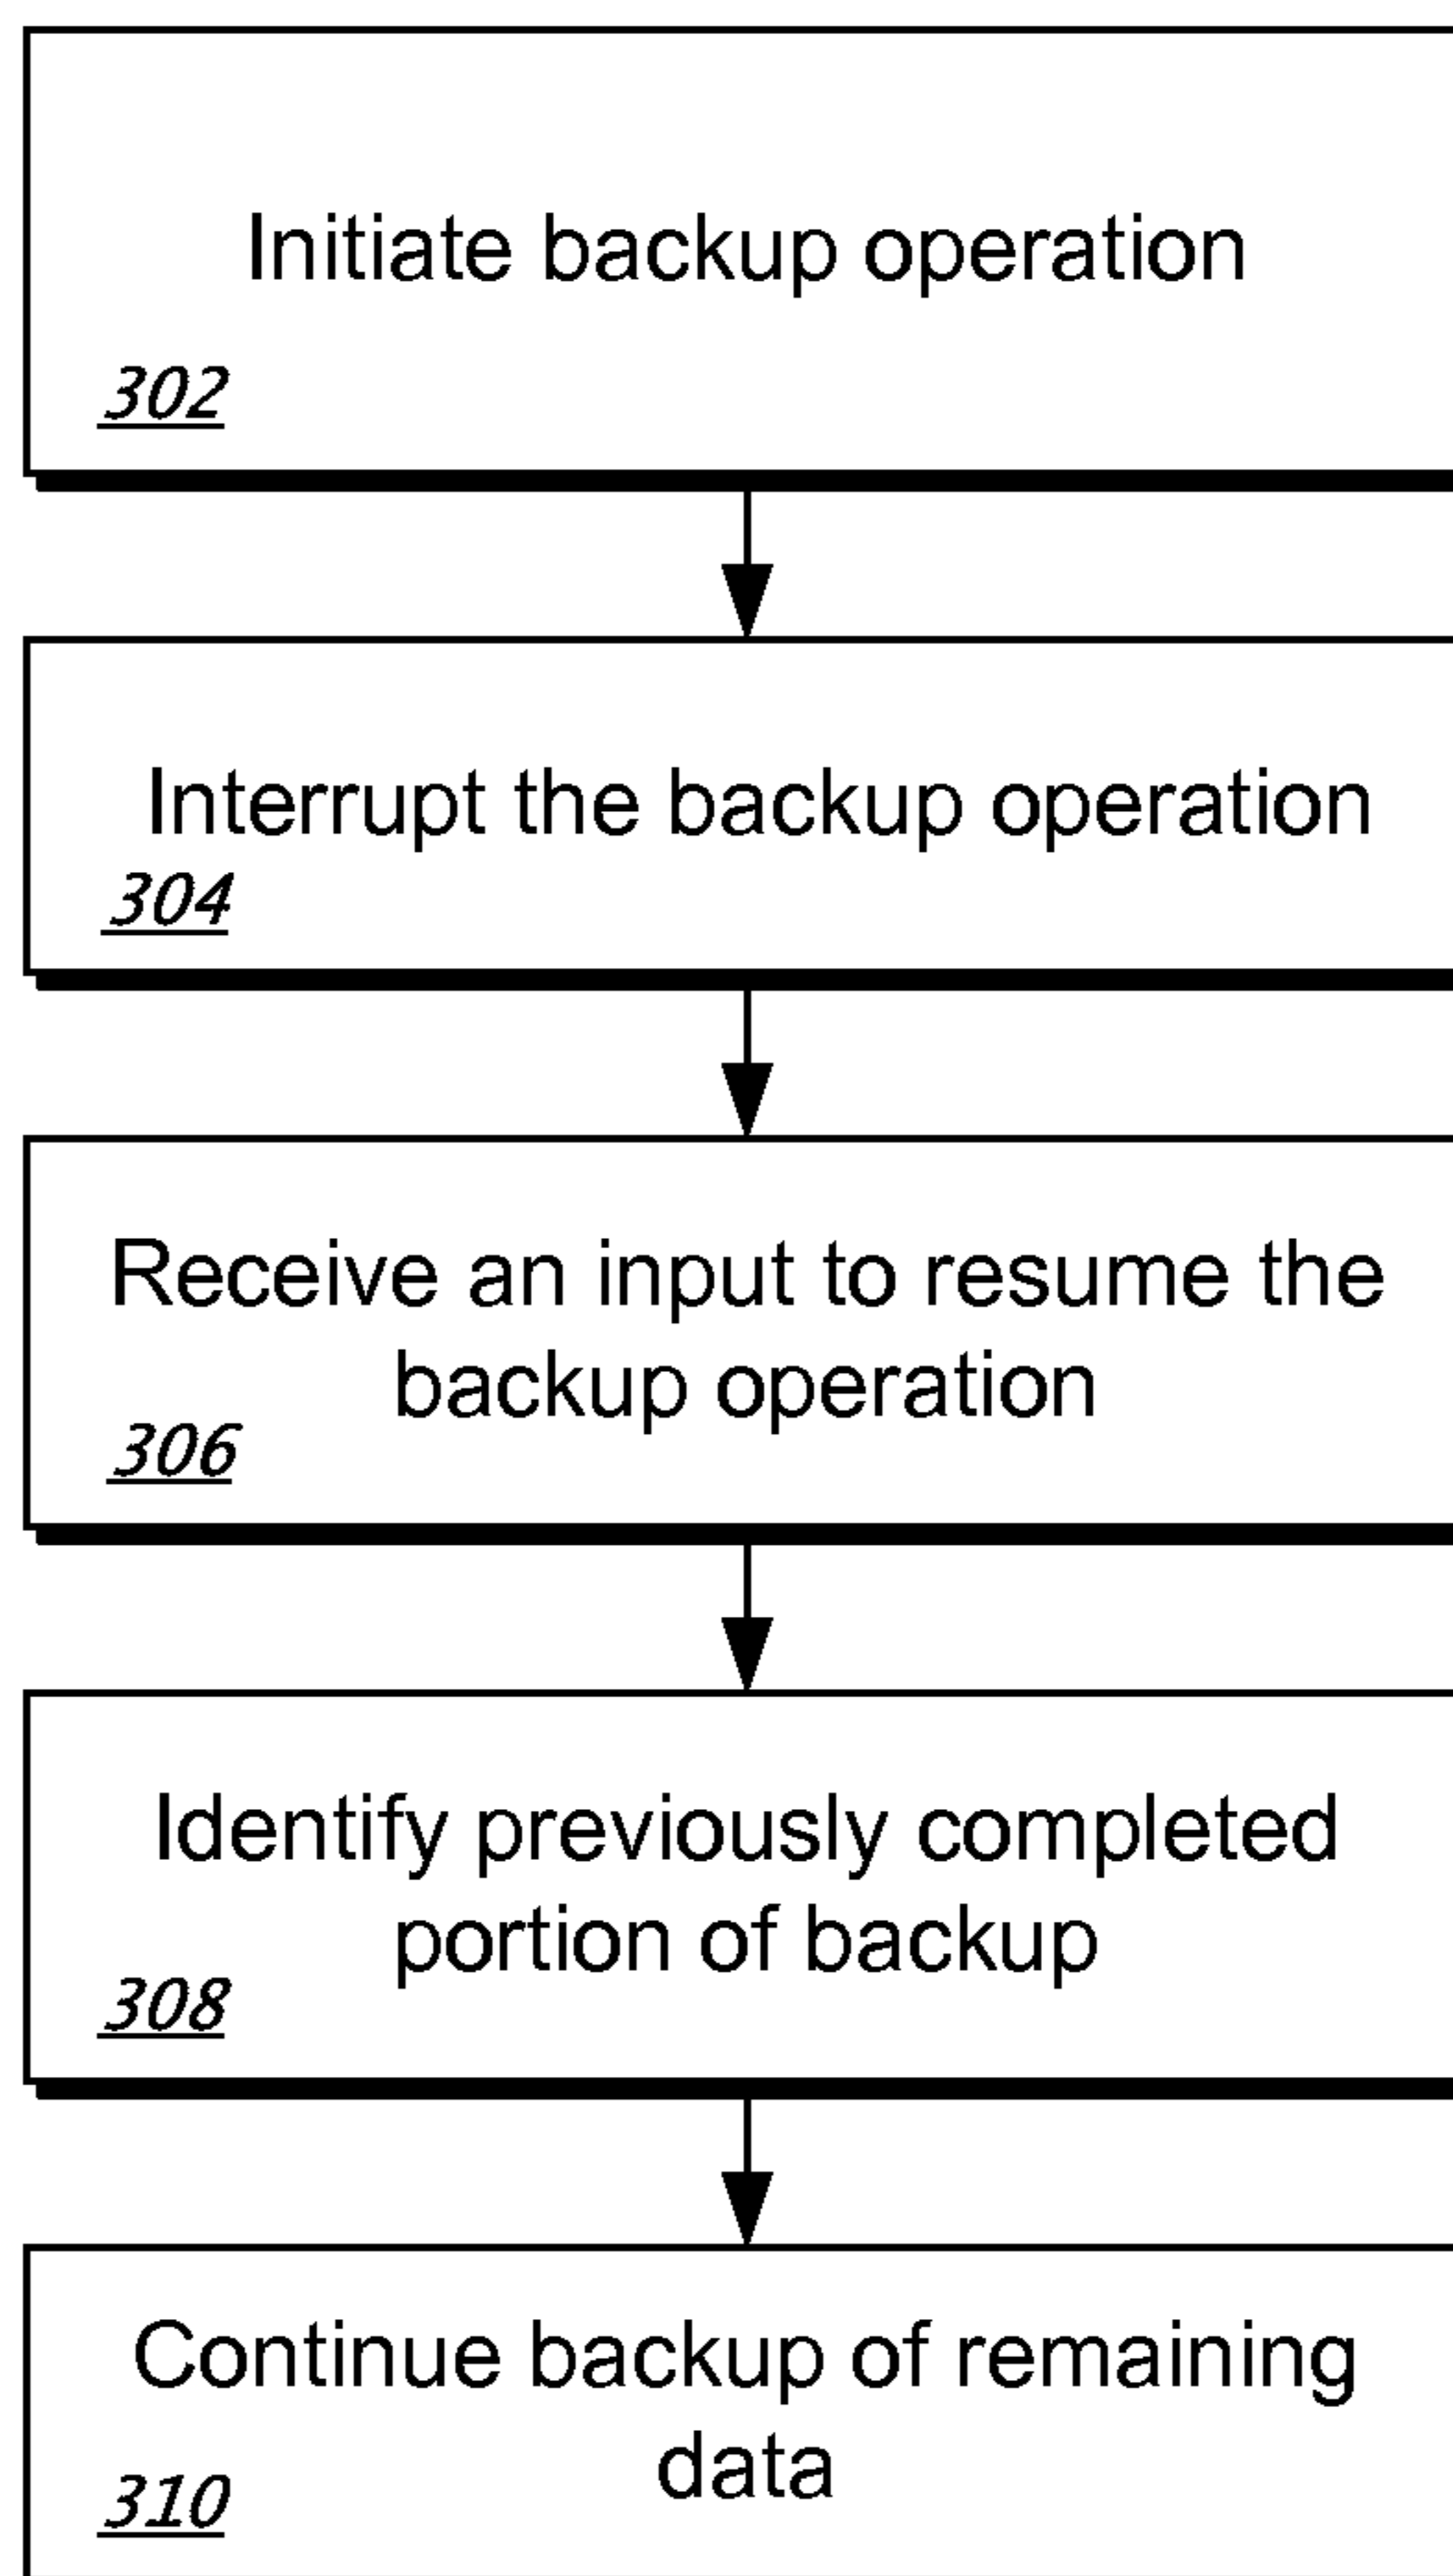 Initiate backup operation
302
Interrupt the backup operation
304
Receive an input to resume the
backup operation
306
Identify previously completed
portion of backup
308
Continue backup of remaining
data
310